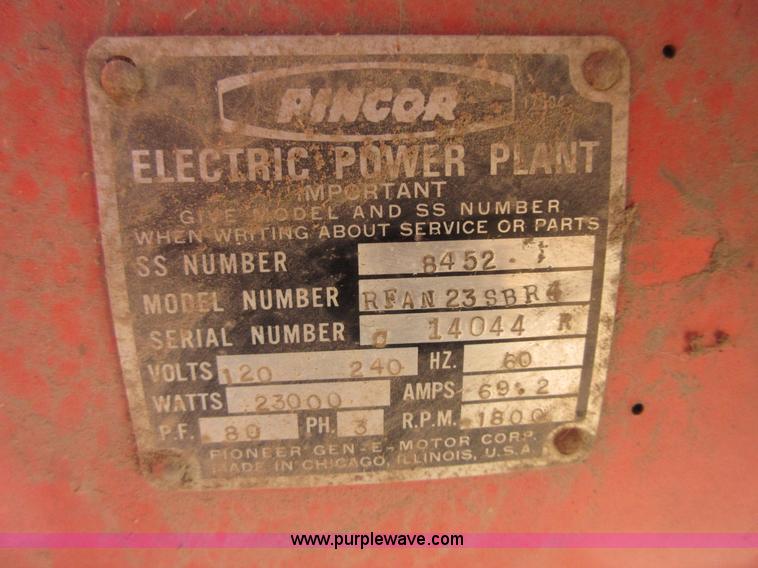 PINCOR
ELECTRIC POWER PLANT
IMPORTANT
GIVE MODEL AND SS NUMBER
WHEN WRITING ABOUT SERVICE OR PARTS
SS NUMBER 8452
MODEL NUMBER RFAN23SBR4
SERIAL NUMBER 14044 R
VOLTS 120 240 HZ. 60
WATTS 23000 AMPS 69.2
P.F. .80 PH. 3 R.P.M. 1800
PIONEER GEN-E-MOTOR CORP.
MADE IN CHICAGO, ILLINOIS, U.S.A.
www.purplewave.com